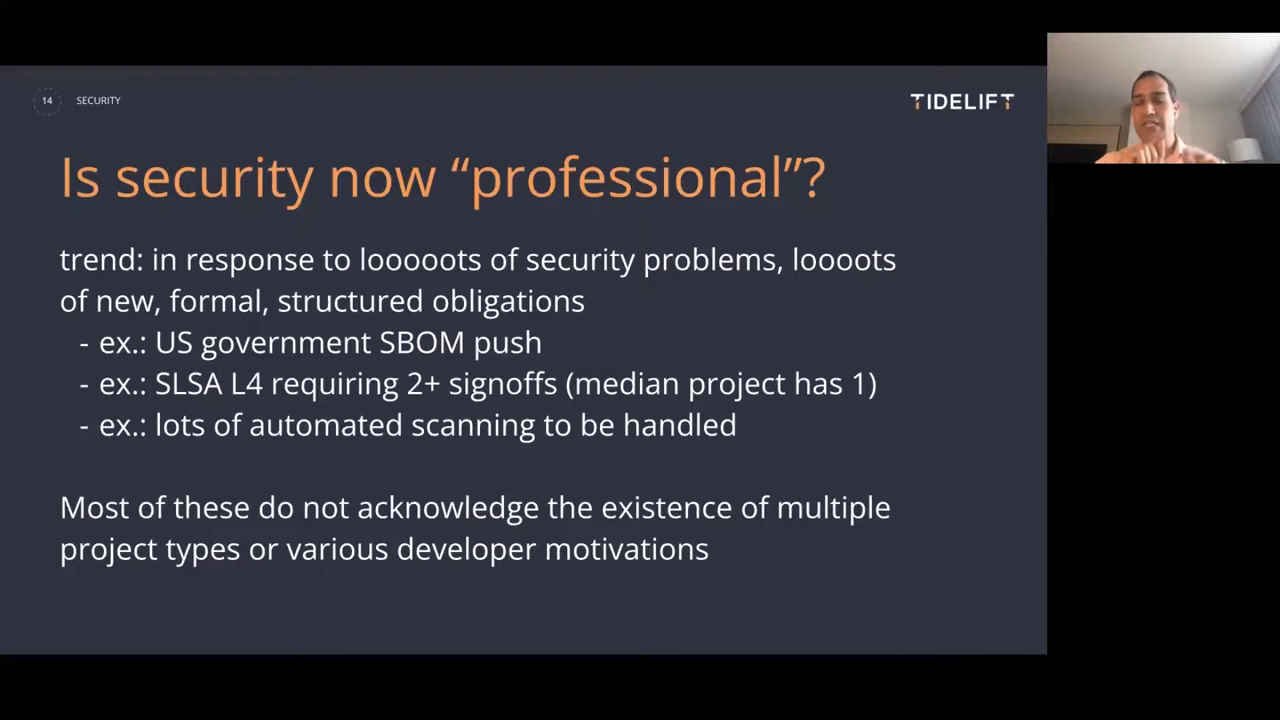 14 SECURITY
TIDELIFT
Is security now “professional”?
trend: in response to looooots of security problems, loooots
of new, formal, structured obligations
- ex.: US government SBOM push
- ex.: SLSA L4 requiring 2+ signoffs (median project has 1)
- ex.: lots of automated scanning to be handled
Most of these do not acknowledge the existence of multiple
project types or various developer motivations